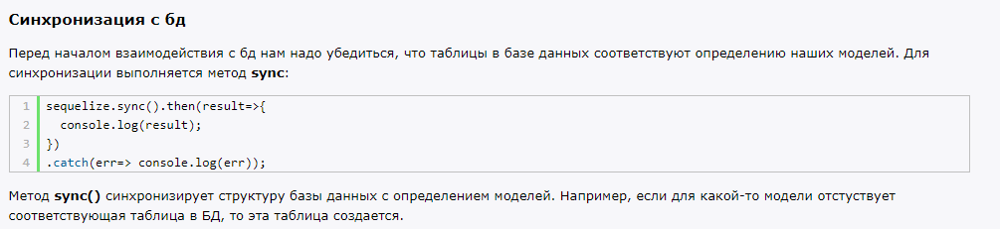 Синхронизация с бд
Перед началом взаимодействия с бд нам надо убедиться, что таблицы в базе данных соответствуют определению наших моделей. Для
синхронизации выполняется метод sync:
1 sequelize.sync().then(result=>{
2   console.log(result);
3 })
4 .catch(err=> console.log(err));
Метод sync() синхронизирует структуру базы данных с определением моделей. Например, если для какой-то модели отстуствует
соответствующая таблица в БД, то эта таблица создается.